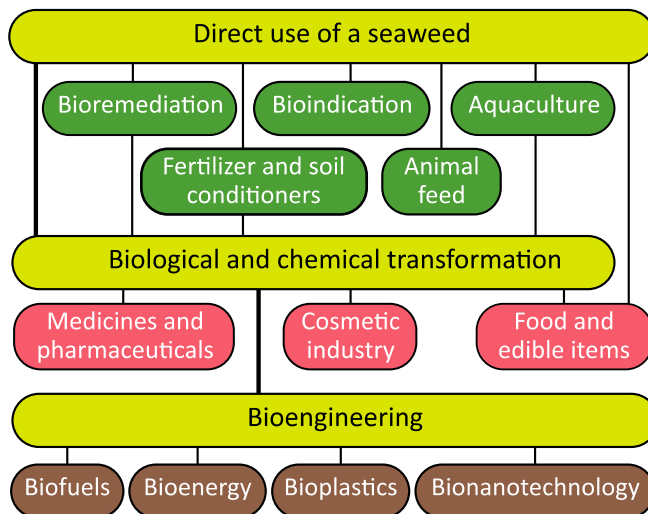 Direct use of a seaweed
Bioremediation
Bioindication
Aquaculture
Fertilizer and soil
conditioners
Animal
feed
Biological and chemical transformation
Medicines and
pharmaceuticals
Cosmetic
industry
Food and
edible items
Bioengineering
Biofuels
Bioenergy
Bioplastics
Bionanotechnology